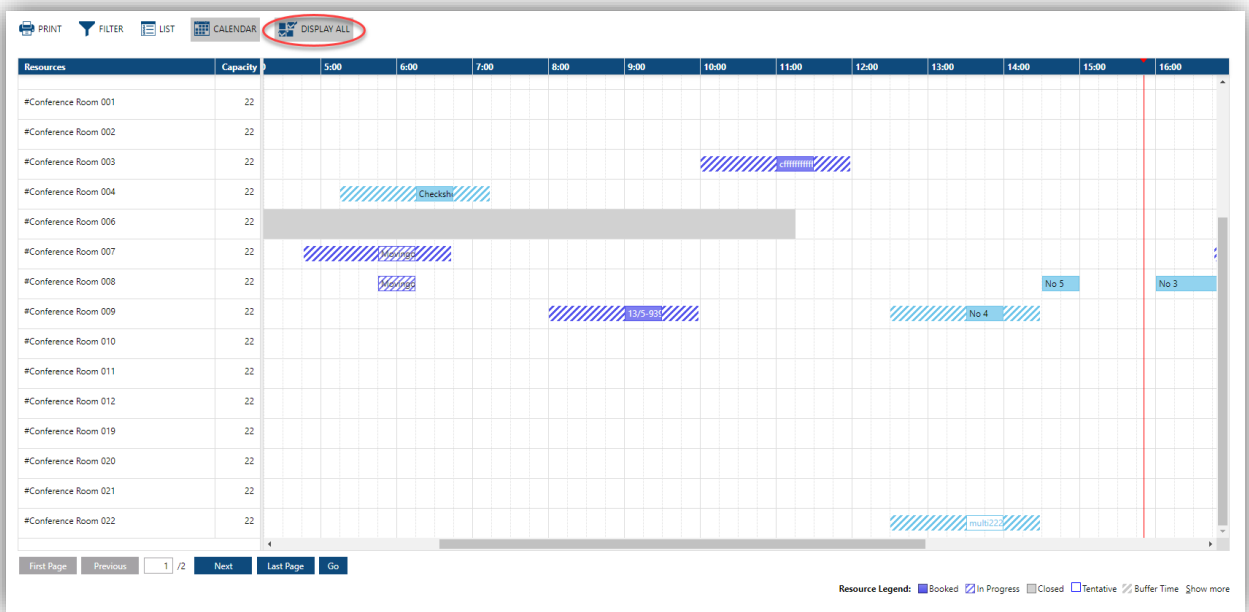 PRINT FILTER LIST CALENDAR DISPLAY ALL
Resources Capacity 5:00 6:00 7:00 8:00 9:00 10:00 11:00 12:00 13:00 14:00 15:00 16:00
#Conference Room 001 22
#Conference Room 002 22
#Conference Room 003 22
#Conference Room 004 22 Checkshi
#Conference Room 006 22
#Conference Room 007 22
#Conference Room 008 22 No 5 No 3
#Conference Room 009 22 13/5-939 No 4
#Conference Room 010 22
#Conference Room 011 22
#Conference Room 012 22
#Conference Room 019 22
#Conference Room 020 22
#Conference Room 021 22
#Conference Room 022 22 multi222
First Page Previous 1 /2 Next Last Page Go
Resource Legend: Booked In Progress Closed Tentative Buffer Time Show more